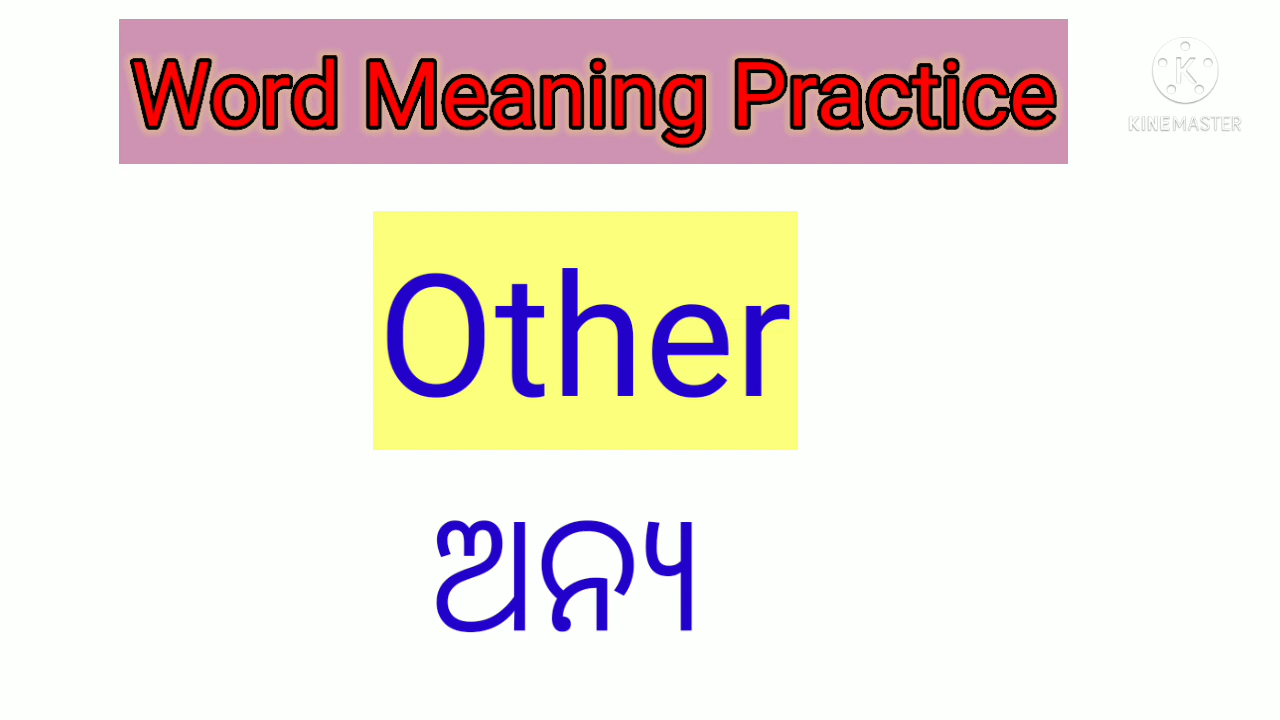 Word Meaning Practice
K
KINEMASTER
Other
ଅନ୍ୟ